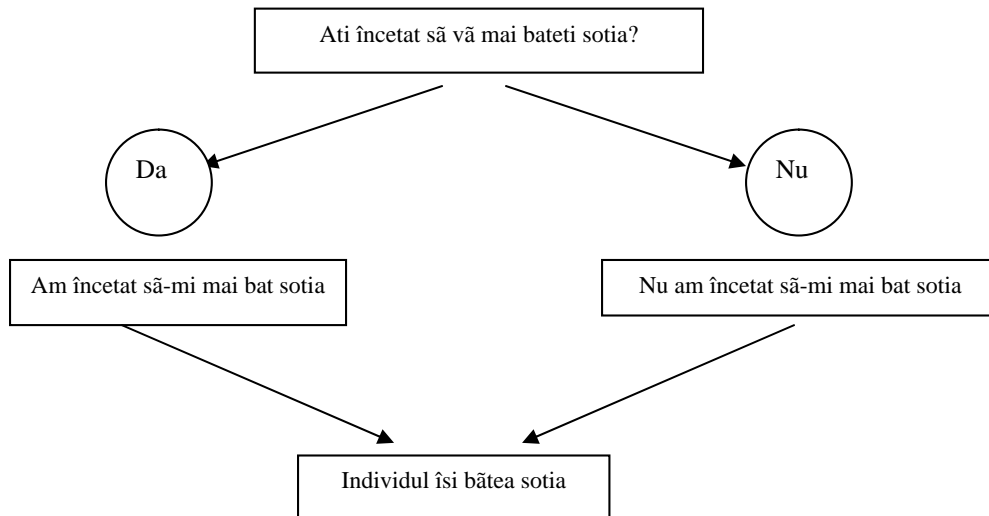 Ati încetat sã vã mai bateti sotia?
Da
Nu
Am încetat sã-mi mai bat sotia
Nu am încetat sã-mi mai bat sotia
Individul îsi bãtea sotia